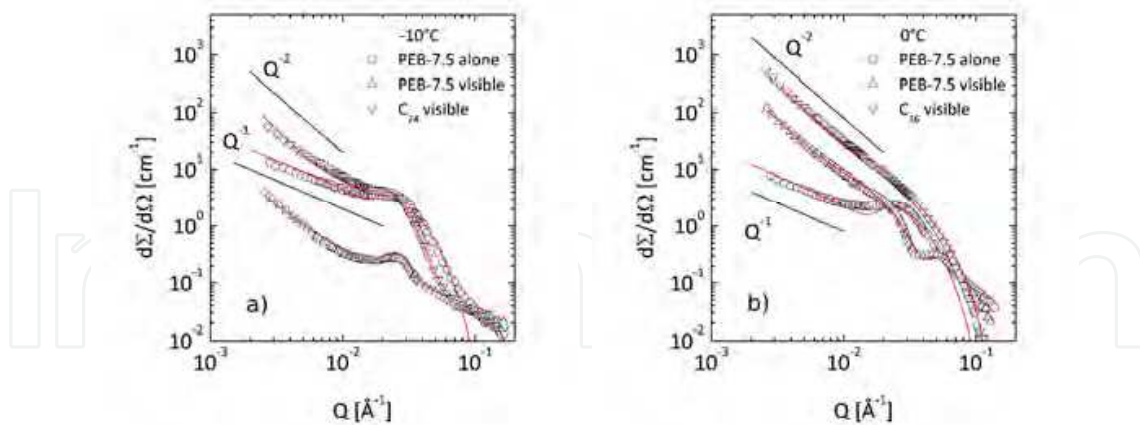 -10°C
□ PEB-7.5 alone
△ PEB-7.5 visible
▽ C₂₄ visible
Q⁻²
Q⁻¹
a)
dΣ/dΩ [cm⁻¹]
10³
10²
10¹
10⁰
10⁻¹
10⁻²
10⁻³ 10⁻² 10⁻¹
Q [Å⁻¹]
0°C
□ PEB-7.5 alone
△ PEB-7.5 visible
▽ C₃₆ visible
Q⁻²
Q⁻¹
b)
dΣ/dΩ [cm⁻¹]
10³
10²
10¹
10⁰
10⁻¹
10⁻²
10⁻³ 10⁻² 10⁻¹
Q [Å⁻¹]